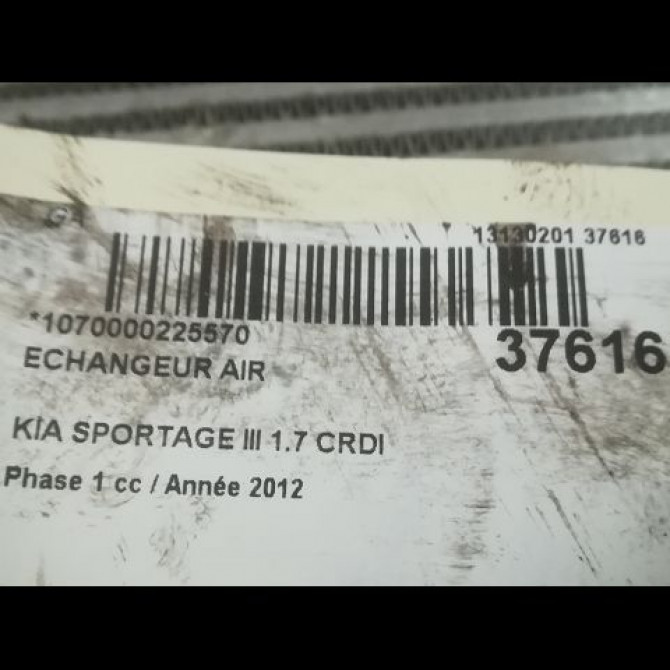 13130201 37616
*1070000225570
37616
ECHANGEUR AIR
KIA SPORTAGE III 1.7 CRDI
Phase 1 cc / Année 2012